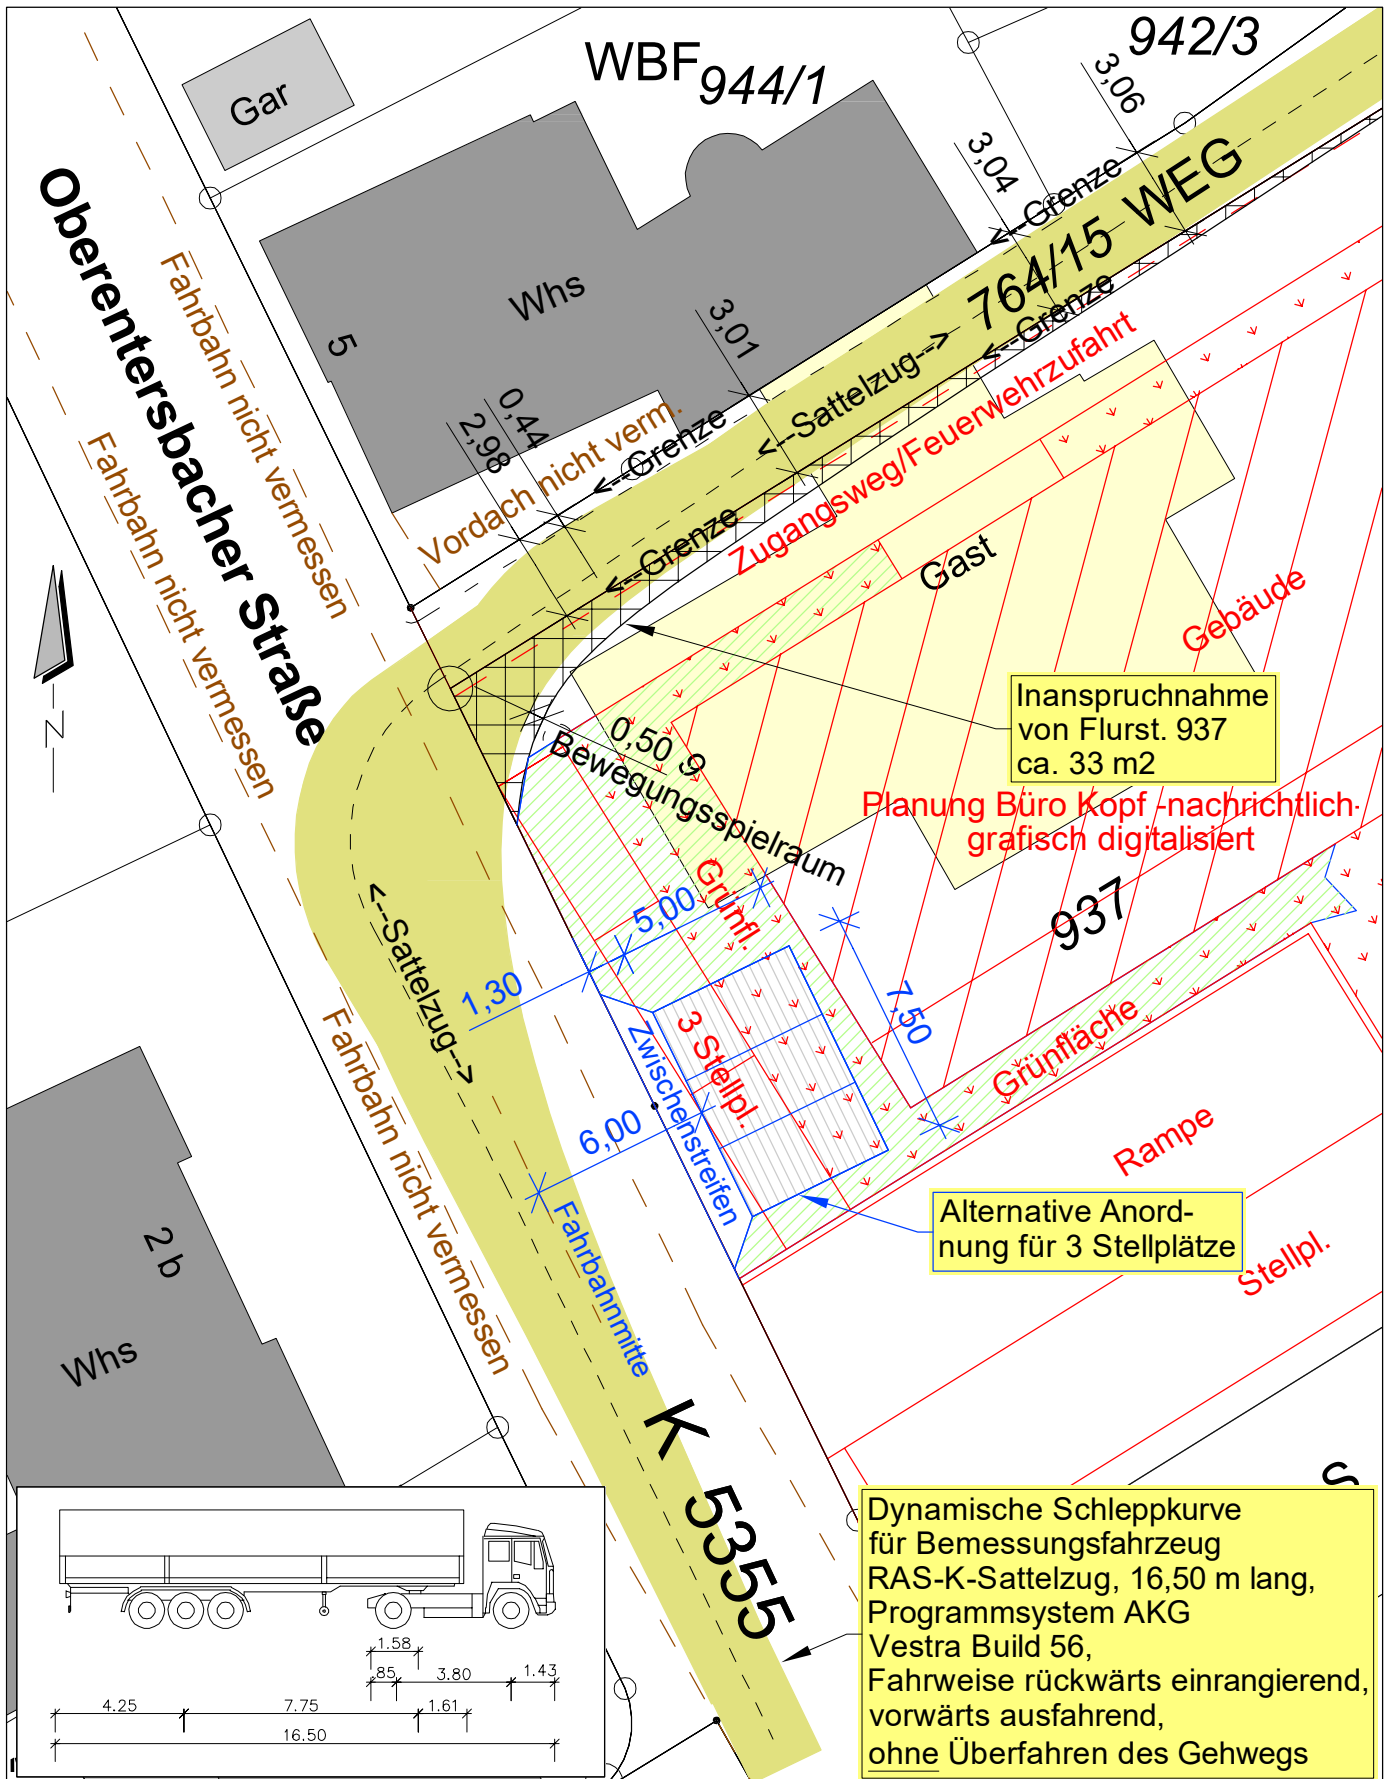 WBF
944/1
942/3
Gar
3,06
3,04
Oberentersbacher Straße
Fahrbahn nicht vermessen
<---Grenze
764/15 WEG
Whs
5
3,01
<---Grenze
<---Sattelzug-->
Zugangsweg/Feuerwehrzufahrt
0,44
2,98
Vordach nicht verm.
<---Grenze
Fahrbahn nicht vermessen
<---Grenze
Gast
Gebäude
N
Inanspruchnahme
von Flurst. 937
ca. 33 m2
0,50
9
Bewegungsspielraum
Planung Büro Kopf -nachrichtlich-
grafisch digitalisiert
Grünfl.
937
5,00
<---Sattelzug-->
1,30
7,50
3 Stellpl.
Zwischenstreifen
Fahrbahn nicht vermessen
Grünfläche
6,00
Rampe
Fahrbahnmitte
Alternative Anord-
nung für 3 Stellplätze
2 b
Stellpl.
Whs
K 5355
S
Dynamische Schleppkurve
für Bemessungsfahrzeug
RAS-K-Sattelzug, 16,50 m lang,
Programmsystem AKG
Vestra Build 56,
Fahrweise rückwärts einrangierend,
vorwärts ausfahrend,
ohne Überfahren des Gehwegs
1.58
.85
3.80
1.43
4.25
7.75
1.61
16.50